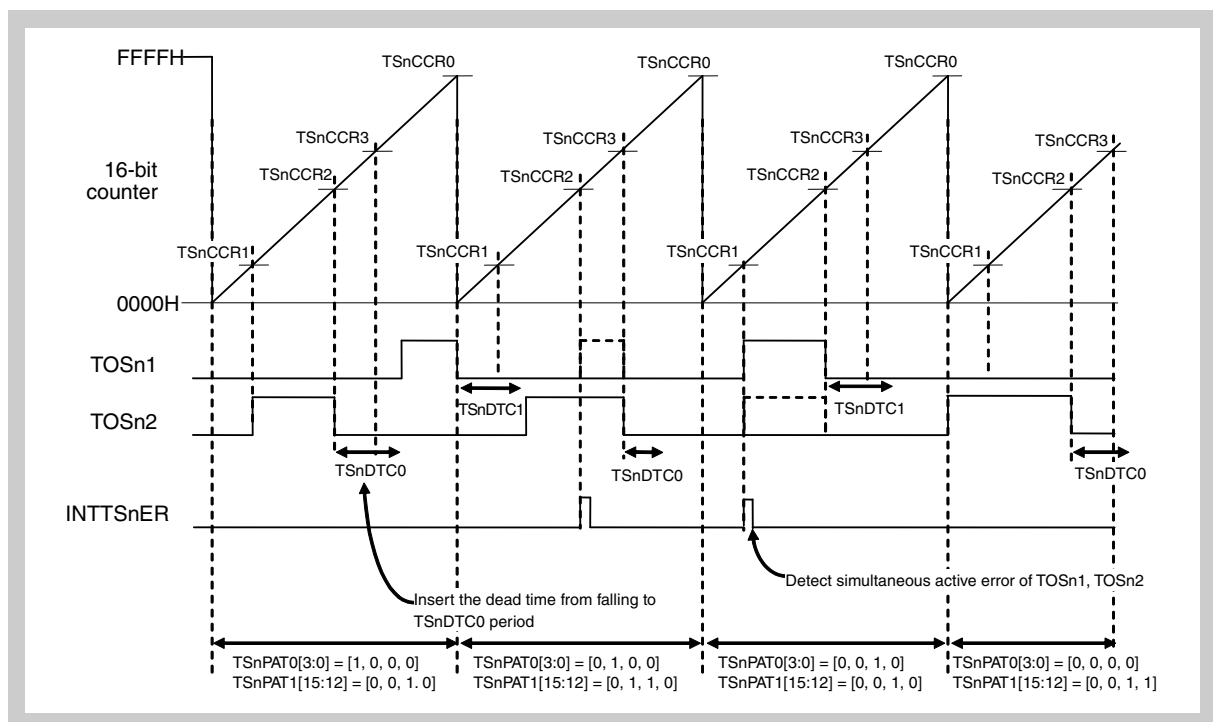 FFFFH
TSnCCR0
TSnCCR0
TSnCCR0
TSnCCR3
TSnCCR3
TSnCCR3
TSnCCR3
16-bit
counter
TSnCCR2
TSnCCR2
TSnCCR2
TSnCCR2
TSnCCR1
TSnCCR1
TSnCCR1
TSnCCR1
0000H
TOSn1
TSnDTC1
TSnDTC1
TOSn2
TSnDTC0
TSnDTC0
TSnDTC0
INTTSnER
Detect simultaneous active error of TOSn1, TOSn2
Insert the dead time from falling to
TSnDTC0 period
TSnPAT0[3:0] = [1, 0, 0, 0]
TSnPAT1[15:12] = [0, 0, 1. 0]
TSnPAT0[3:0] = [0, 1, 0, 0]
TSnPAT1[15:12] = [0, 1, 1, 0]
TSnPAT0[3:0] = [0, 0, 1, 0]
TSnPAT1[15:12] = [0, 0, 1, 0]
TSnPAT0[3:0] = [0, 0, 0, 0]
TSnPAT1[15:12] = [0, 0, 1, 1]